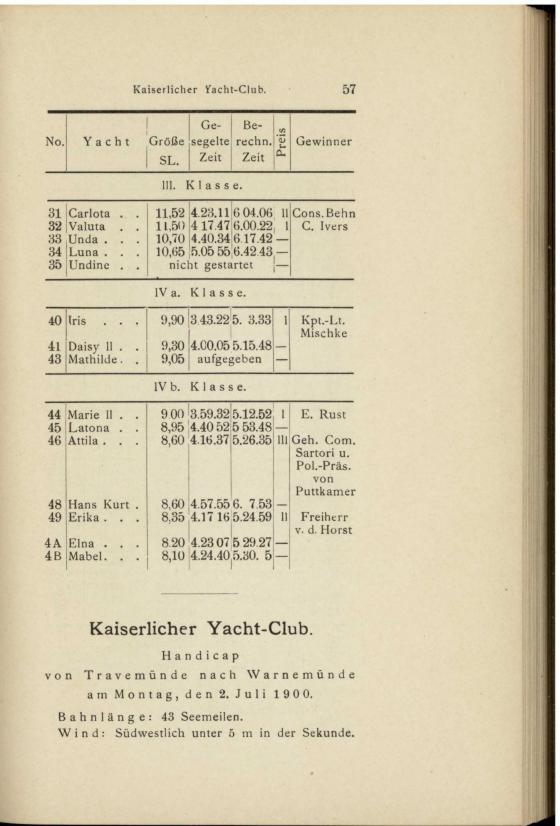 Kaiserlicher Yacht-Club. 57
No. Yacht Größe SL. Ge-segelte Zeit Be-rechn. Zeit Preis Gewinner
III. Klasse.
31 Carlota . . 11,52 4.23.11 6 04.06 II Cons. Behn
32 Valuta . . 11,50 4 17.47 6.00.22 I C. Ivers
33 Unda . . . 10,70 4.40.34 6.17.42 —
34 Luna . . . 10,65 5.05 55 6.42.43 —
35 Undine . . nicht gestartet —
IVa. Klasse.
40 Iris . . . 9,90 3.43.22 5. 3.33 I Kpt.-Lt.
Mischke
41 Daisy II . . 9,30 4.00.05 5.15.48 —
43 Mathilde . . 9,05 aufgegeben —
IVb. Klasse.
44 Marie II . . 9 00 3.59.32 5.12.52 I E. Rust
45 Latona . . 8,95 4.40 52 5 53.48 —
46 Attila . . . 8,60 4.16.37 5.26.35 III Geh. Com.
Sartori u.
Pol.-Präs.
von
Puttkamer
48 Hans Kurt . 8,60 4.57.55 6. 7.53 —
49 Erika . . . 8,35 4.17 16 5.24.59 II Freiherr
v. d. Horst
4A Elna . . . 8.20 4.23 07 5 29.27 —
4B Mabel. . . 8,10 4.24.40 5.30. 5 —
Kaiserlicher Yacht-Club.
Handicap
von Travemünde nach Warnemünde
am Montag, den 2. Juli 1900.
Bahnlänge: 43 Seemeilen.
Wind: Südwestlich unter 5 m in der Sekunde.